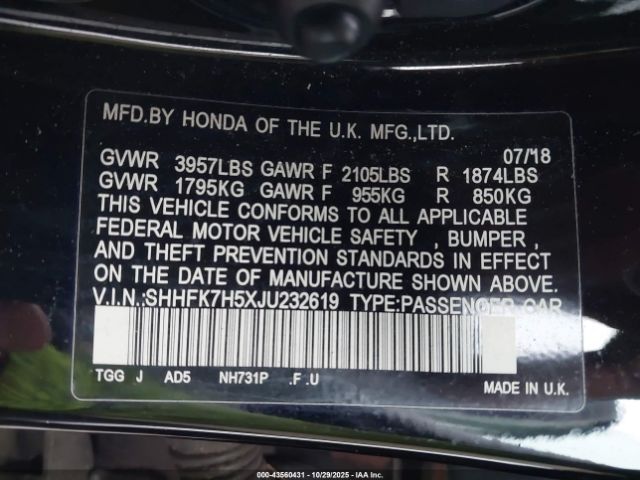 MFD.BY HONDA OF THE U.K. MFG.,LTD.
07/18
GVWR 3957LBS GAWR F 2105LBS R 1874LBS
GVWR 1795KG GAWR F 955KG R 850KG
THIS VEHICLE CONFORMS TO ALL APPLICABLE
FEDERAL MOTOR VEHICLE SAFETY , BUMPER ,
AND THEFT PREVENTION STANDARDS IN EFFECT
ON THE DATE OF MANUFACTURE SHOWN ABOVE.
V.I.N.:SHHFK7H5XJU232619 TYPE:PASSENGER CAR
TGG J AD5 NH731P .F .U MADE IN U.K.
000-43560431 - 10/29/2025 - IAA